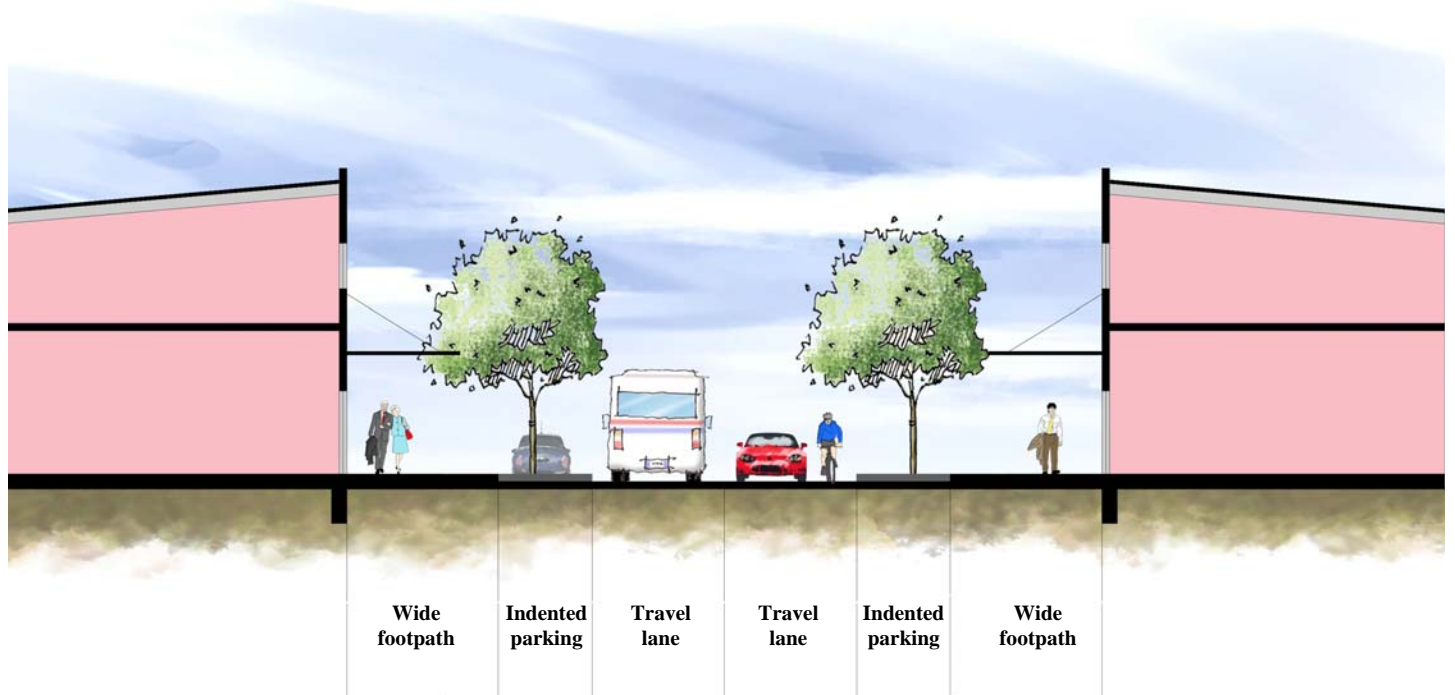 Wide
footpath
Indented
parking
Travel
lane
Travel
lane
Indented
parking
Wide
footpath